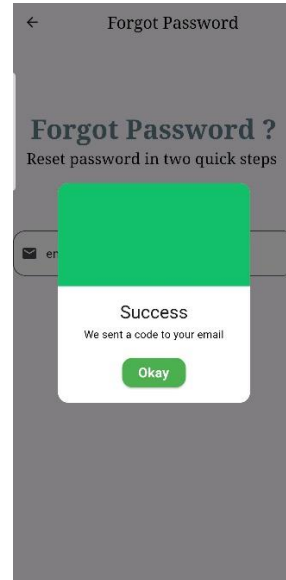 Forgot Password
Forgot Password ?
Reset password in two quick steps
Success
We sent a code to your email
Okay